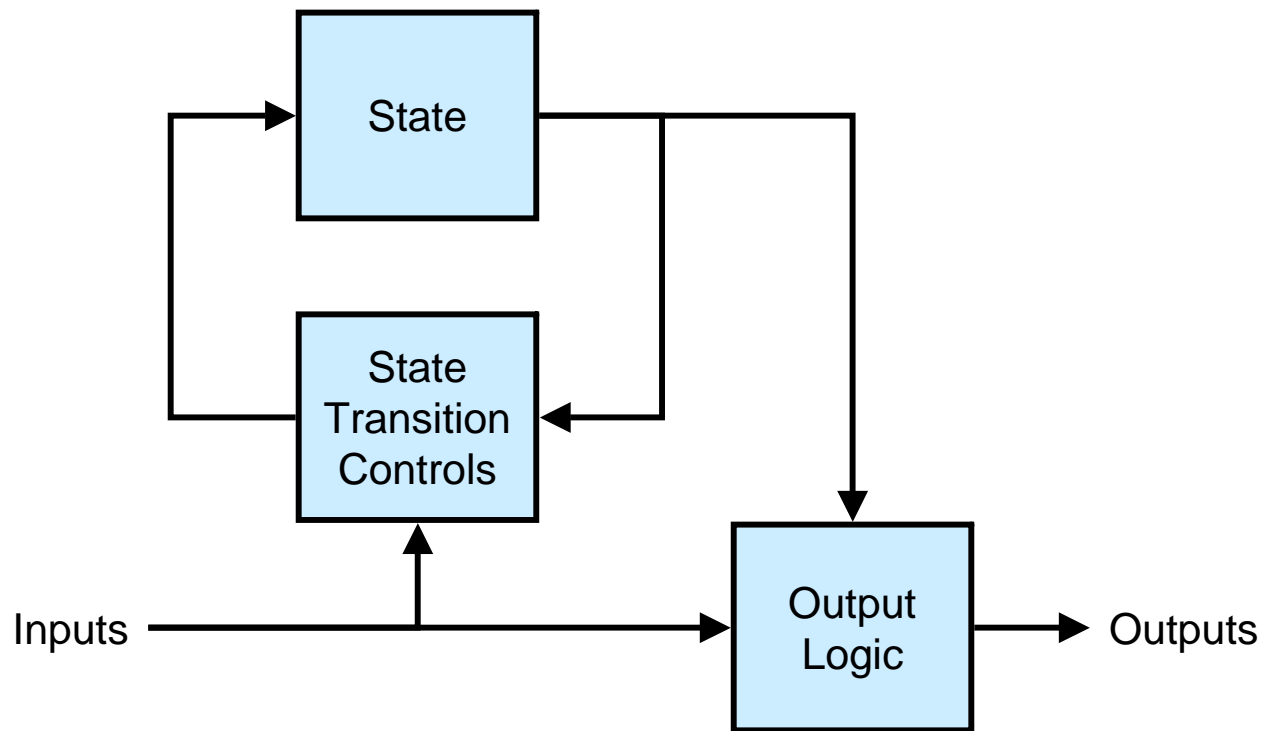 State
State
Transition
Controls
Inputs
Output
Logic
Outputs